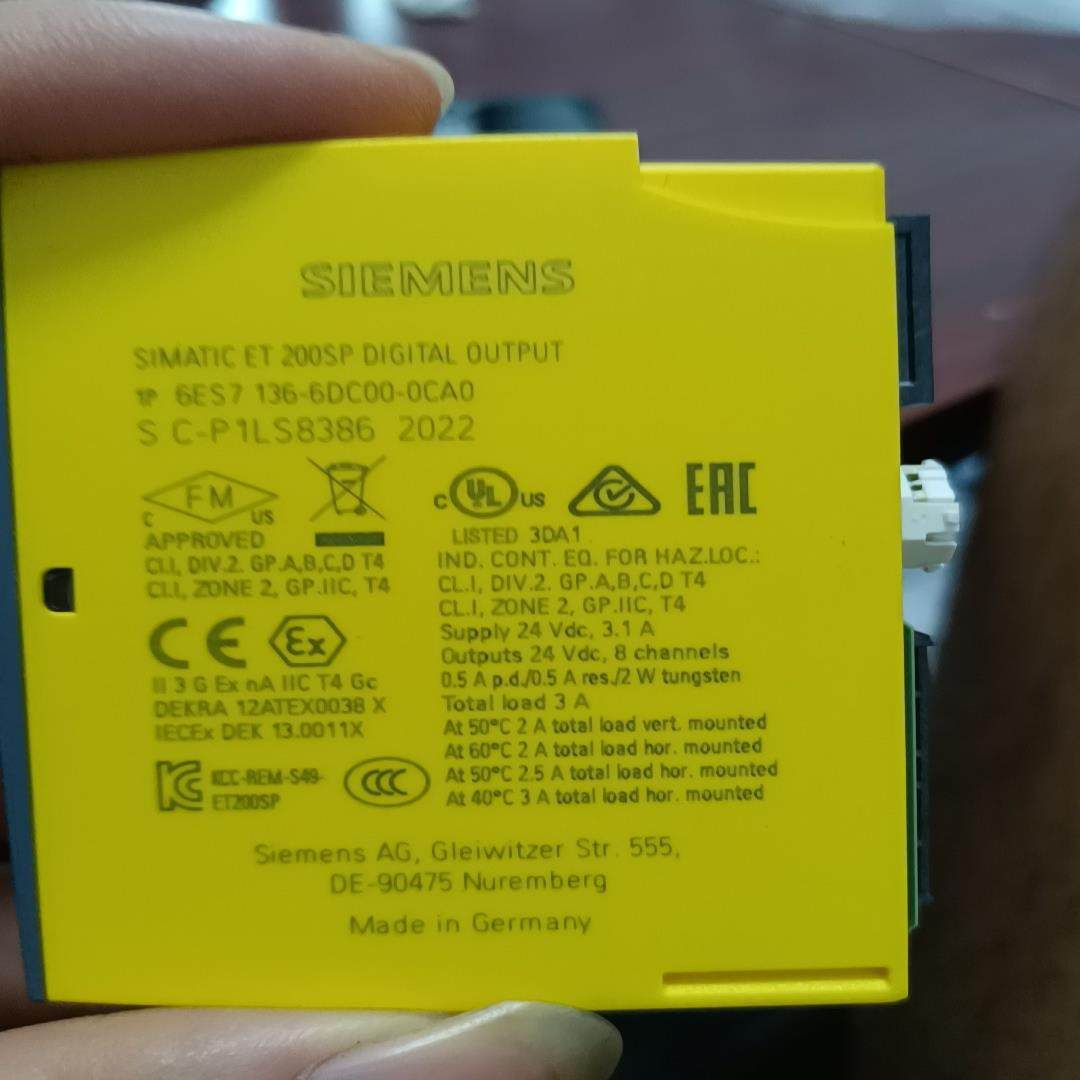 SIEMENS
SIMATIC ET 200SP DIGITAL OUTPUT
1P 6ES7 136-6DC00-0CA0
S C-P1LS8386 2022
FM
C US
APPROVED
CL.I, DIV.2. GP.A,B,C,D T4
CL.I, ZONE 2, GP.IIC, T4
CE Ex
II 3 G Ex nA IIC T4 Gc
DEKRA 12ATEX0038 X
IECEx DEK 13.0011X
KCC-REM-S49-
ET200SP
CCC
C UL US
EAC
LISTED 3DA1
IND. CONT. EQ. FOR HAZ.LOC.:
CL.I, DIV.2. GP.A,B,C,D T4
CL.I, ZONE 2, GP.IIC, T4
Supply 24 Vdc, 3.1 A
Outputs 24 Vdc, 8 channels
0.5 A p.d./0.5 A res./2 W tungsten
Total load 3 A
At 50°C 2 A total load vert. mounted
At 60°C 2 A total load hor. mounted
At 50°C 2.5 A total load hor. mounted
At 40°C 3 A total load hor. mounted
Siemens AG, Gleiwitzer Str. 555,
DE-90475 Nuremberg
Made in Germany